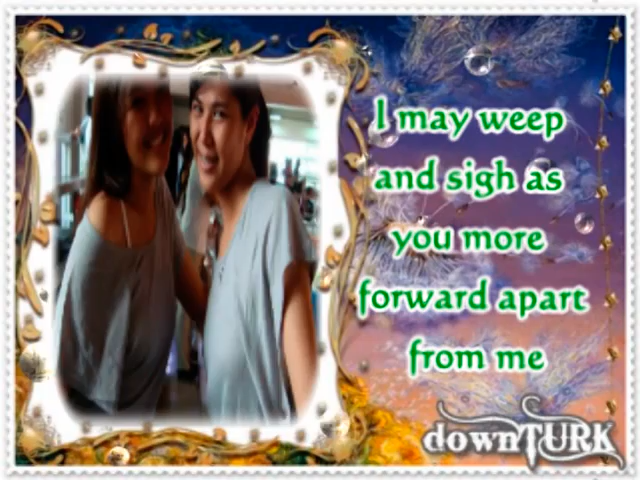 I may weep
and sigh as
you more
forward apart
from me
downTURK